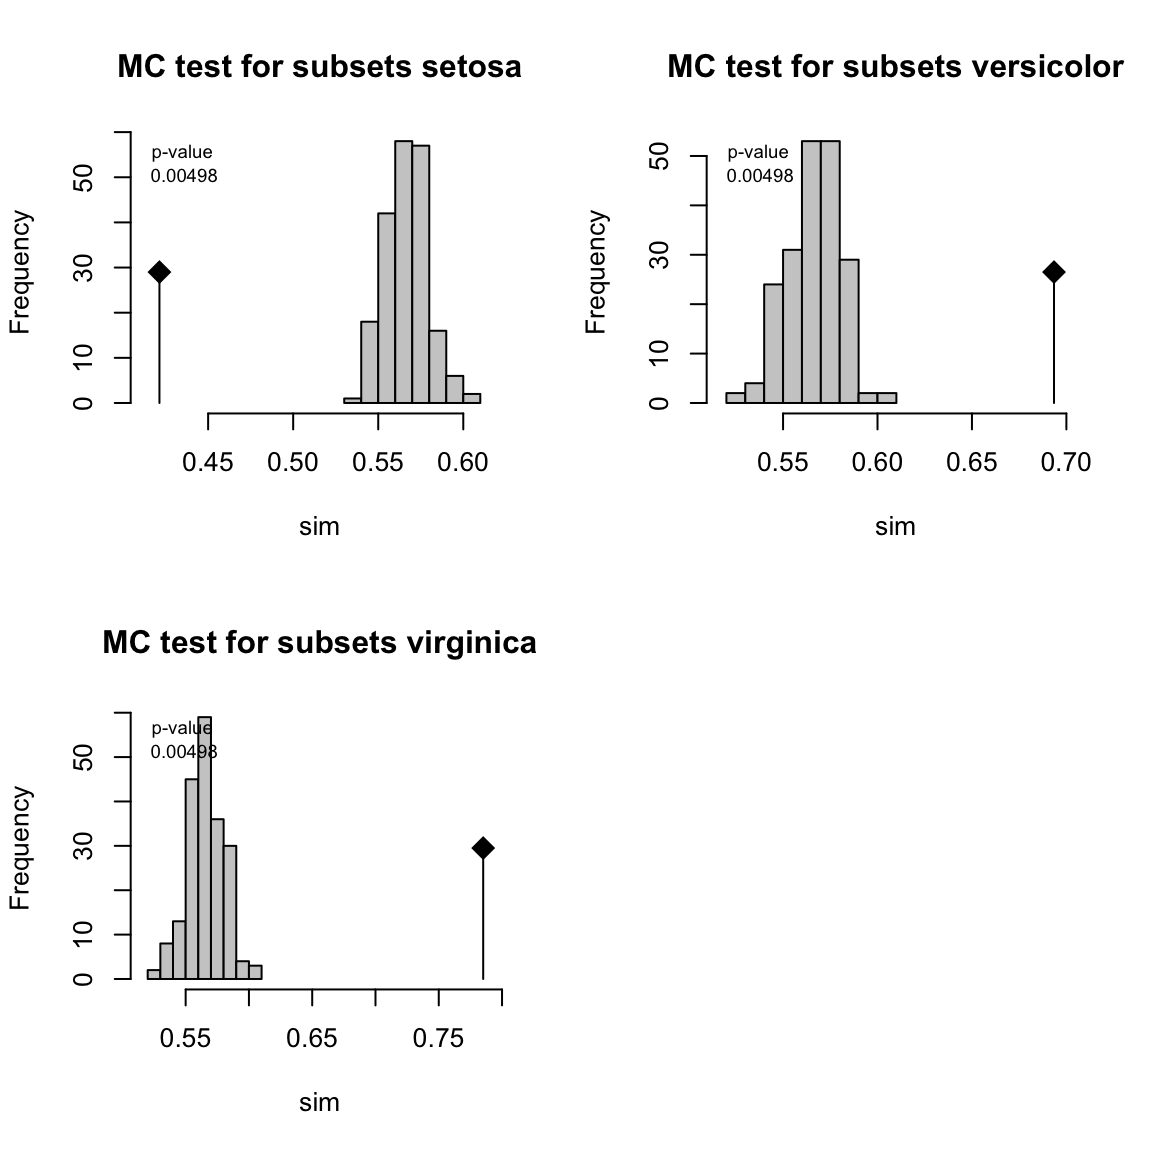 MC test for subsets setosa
p-value
0.00498
Frequency
50
30
10
0
0.45 0.50 0.55 0.60
sim
MC test for subsets versicolor
p-value
0.00498
Frequency
50
30
10
0
0.55 0.60 0.65 0.70
sim
MC test for subsets virginica
p-value
0.00498
Frequency
50
30
10
0
0.55 0.65 0.75
sim